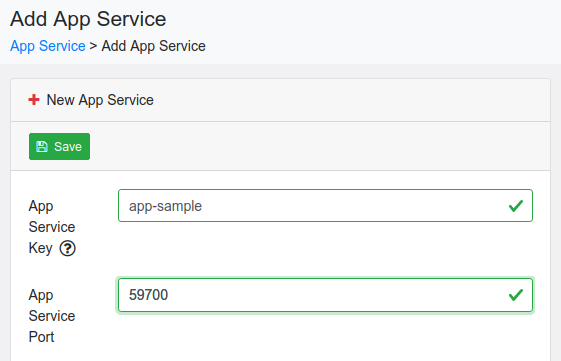 Add App Service
App Service > Add App Service
New App Service
Save
App
Service
Key
app-sample
App
Service
Port
59700